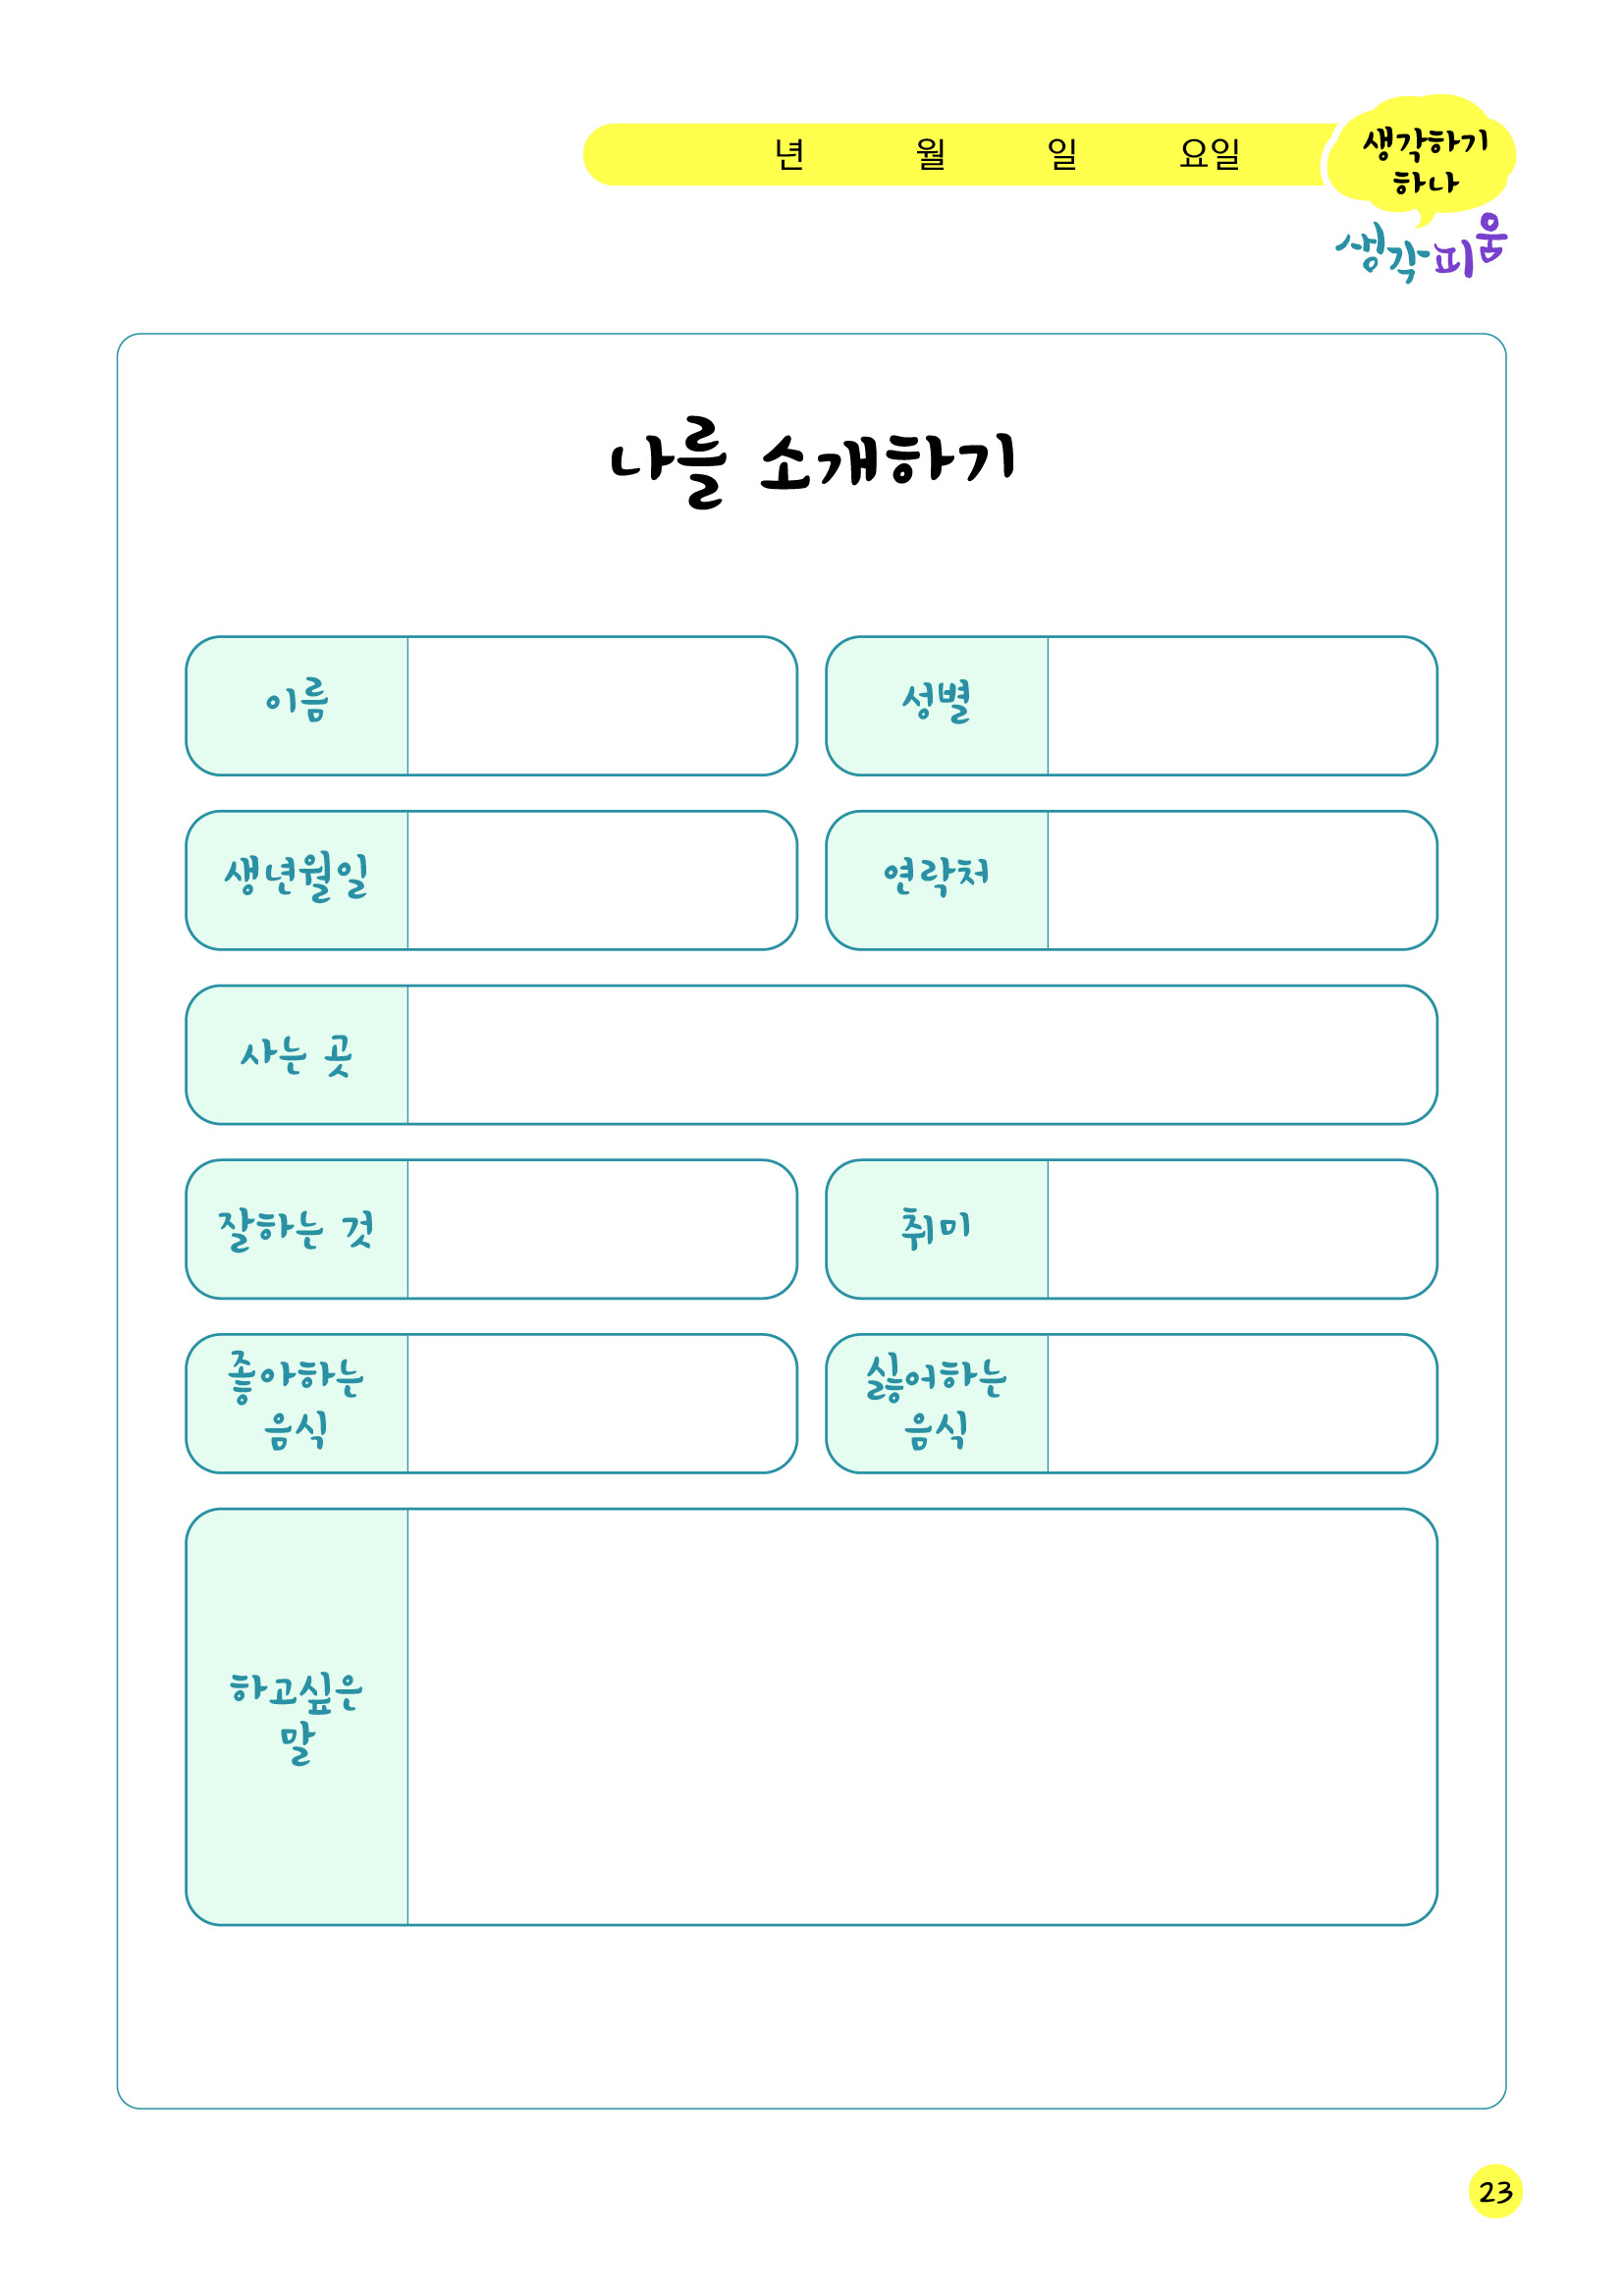 년 월 일 요일
생각하기
하나
생각피움
나를 소개하기
이름
성별
생년월일
연락처
사는 곳
잘하는 것
취미
좋아하는
음식
싫어하는
음식
하고싶은
말
23